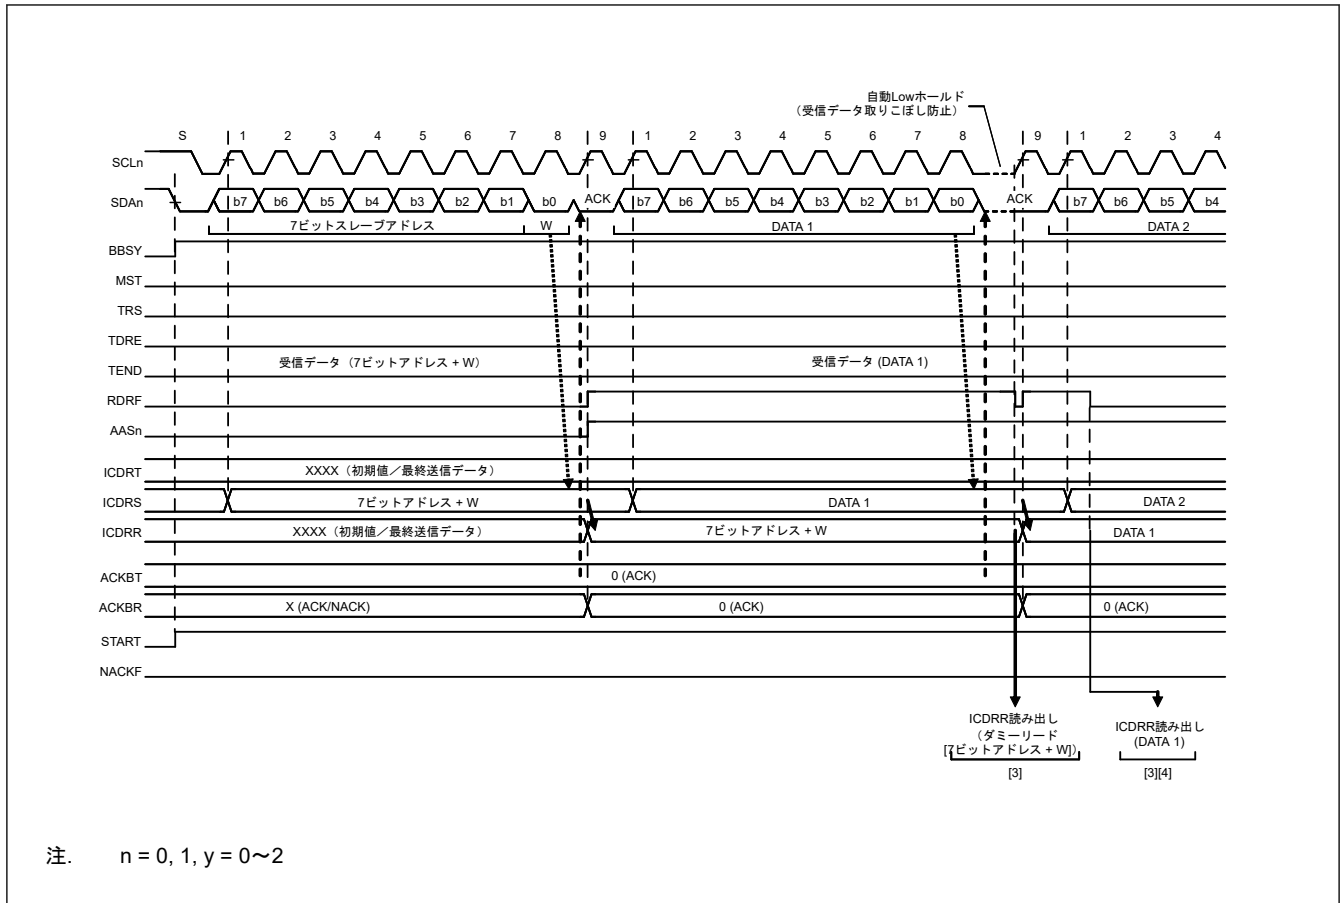 自動Lowホールド
（受信データ取りこぼし防止）
S 1 2 3 4 5 6 7 8 9 1 2 3 4 5 6 7 8 9 1 2 3 4
SCLn
SDAn b7 b6 b5 b4 b3 b2 b1 b0 ACK b7 b6 b5 b4 b3 b2 b1 b0 ACK b7 b6 b5 b4
7ビットスレーブアドレス W DATA 1 DATA 2
BBSY
MST
TRS
TDRE
受信データ（7ビットアドレス + W） 受信データ (DATA 1)
TEND
RDRF
AASn
ICDRT XXXX（初期値／最終送信データ）
ICDRS 7ビットアドレス + W DATA 1 DATA 2
ICDRR XXXX（初期値／最終送信データ） 7ビットアドレス + W DATA 1
ACKBT 0 (ACK)
ACKBR X (ACK/NACK) 0 (ACK) 0 (ACK)
START
NACKF
ICDRR読み出し
（ダミーリード
[7ビットアドレス + W]）
[3]
ICDRR読み出し
(DATA 1)
[3][4]
注. n = 0, 1, y = 0～2